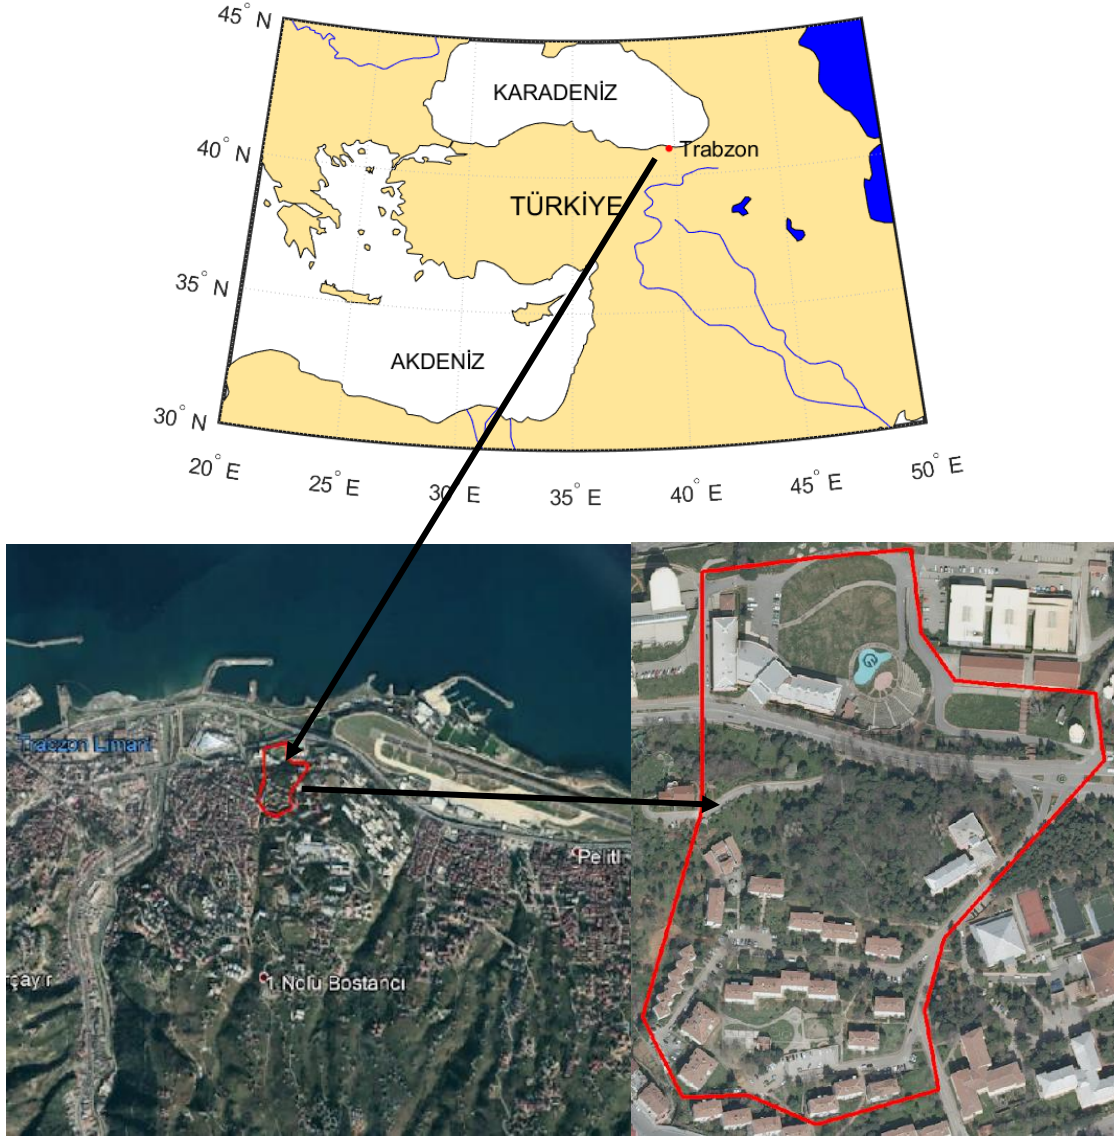 45° N
KARADENİZ
40° N
Trabzon
TÜRKİYE
35° N
AKDENİZ
30° N
20° E
25° E
30° E
35° E
40° E
45° E
50° E
Trabzon Limanı
Pelitli
1 Nolu Bostancı